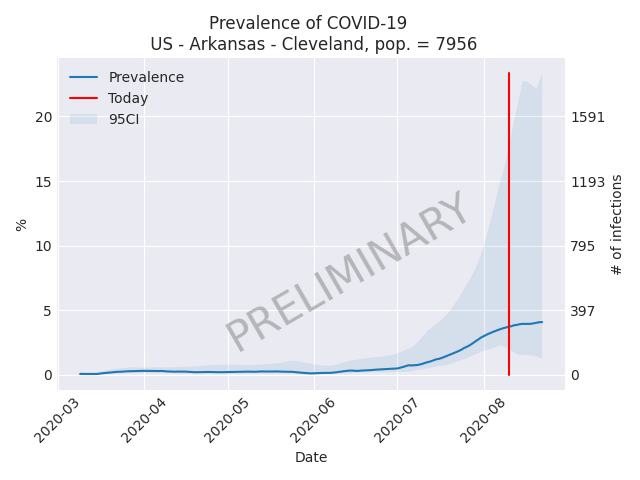 Prevalence of COVID-19
US - Arkansas - Cleveland, pop. = 7956
Prevalence
Today
95CI
20
15
10
5
0
%
1591
1193
795
397
0
# of infections
PRELIMINARY
2020-03
2020-04
2020-05
2020-06
2020-07
2020-08
Date